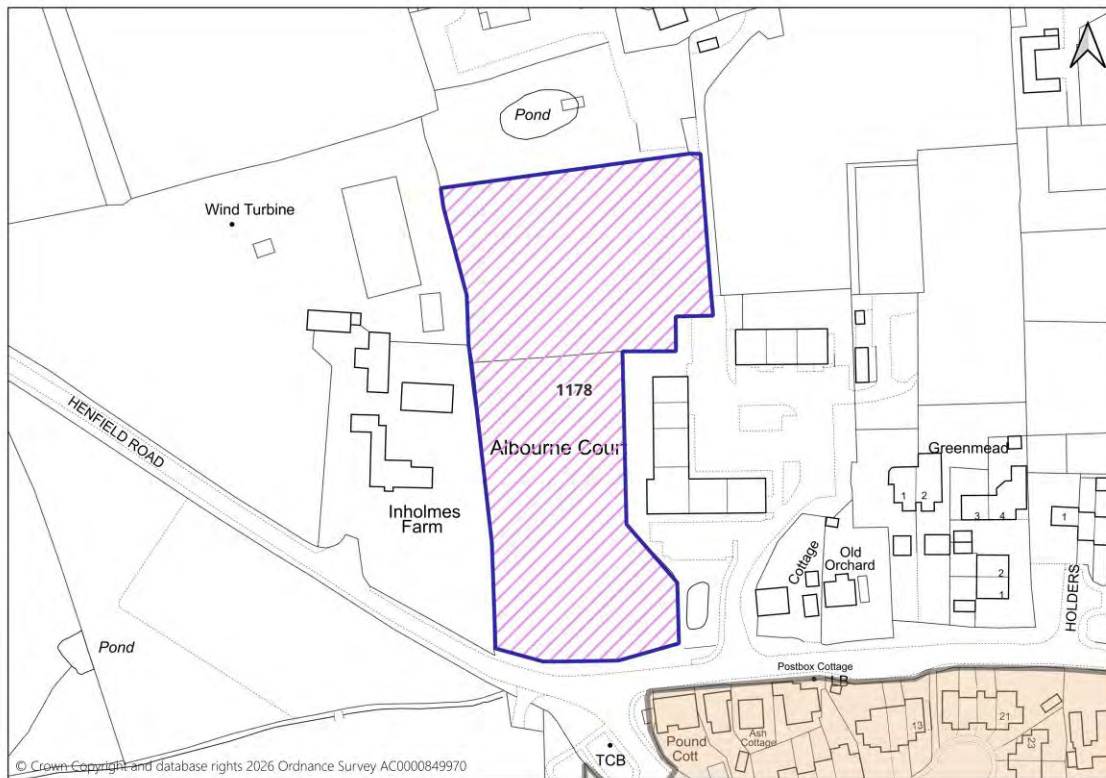 Pond
Wind Turbine
1178
HENFIELD ROAD
Albourne Court
Greenmead
1 2
3 4
1
Inholmes
Farm
Cottage
Old
Orchard
2
1
HOLDERS
Pond
Postbox Cottage
LB
Pound
Cott
Ash
Cottage
13
21
23
TCB
© Crown Copyright and database rights 2026 Ordnance Survey AC0000849970